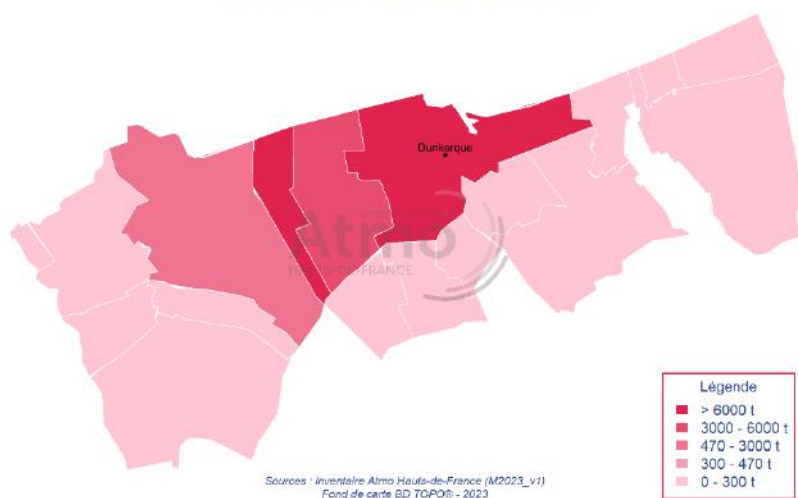 Dunkerque
Atmo
HAUTS-DE-FRANCE
Légende
> 6000 t
3000 - 6000 t
470 - 3000 t
300 - 470 t
0 - 300 t
Sources : Inventaire Atmo Hauts-de-France (M2023_v1)
Fond de carte BD TOPO® - 2023